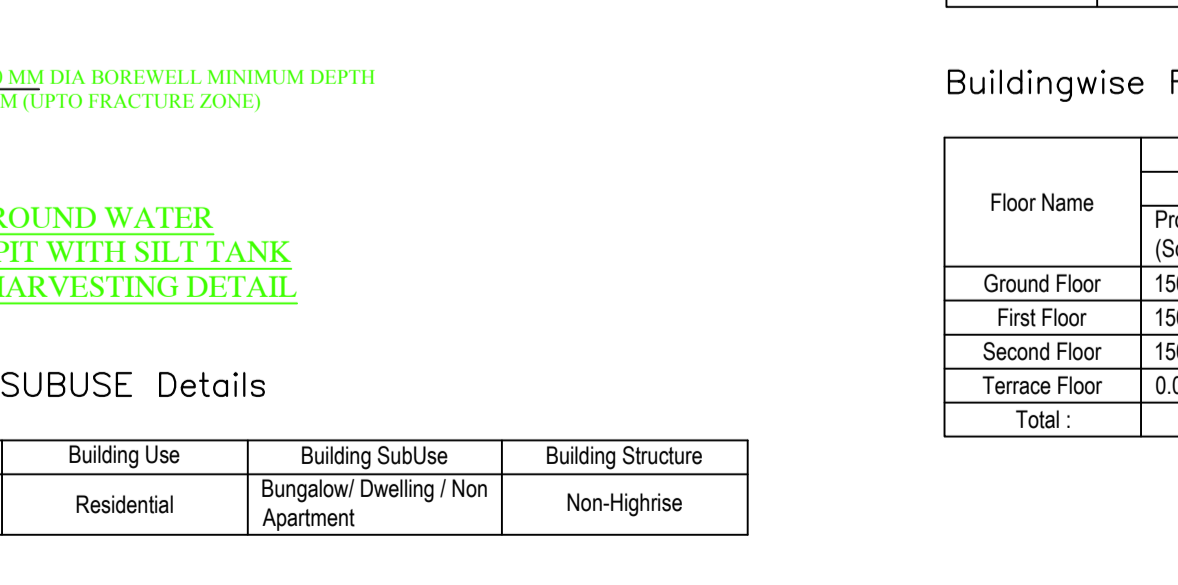 MM DIA BOREWELL MINIMUM DEPTH
M (UPTO FRACTURE ZONE)
WATER
PIT WITH SILT TANK
DETAIL
SUBUSE Details
Building Use
Building SubUse
Building Structure
Residential
Bungalow/ Dwelling / Non
Apartment
Non-Highrise
Buildingwise
Floor Name
Ground Floor
First Floor
Second Floor
Terrace Floor
Total :